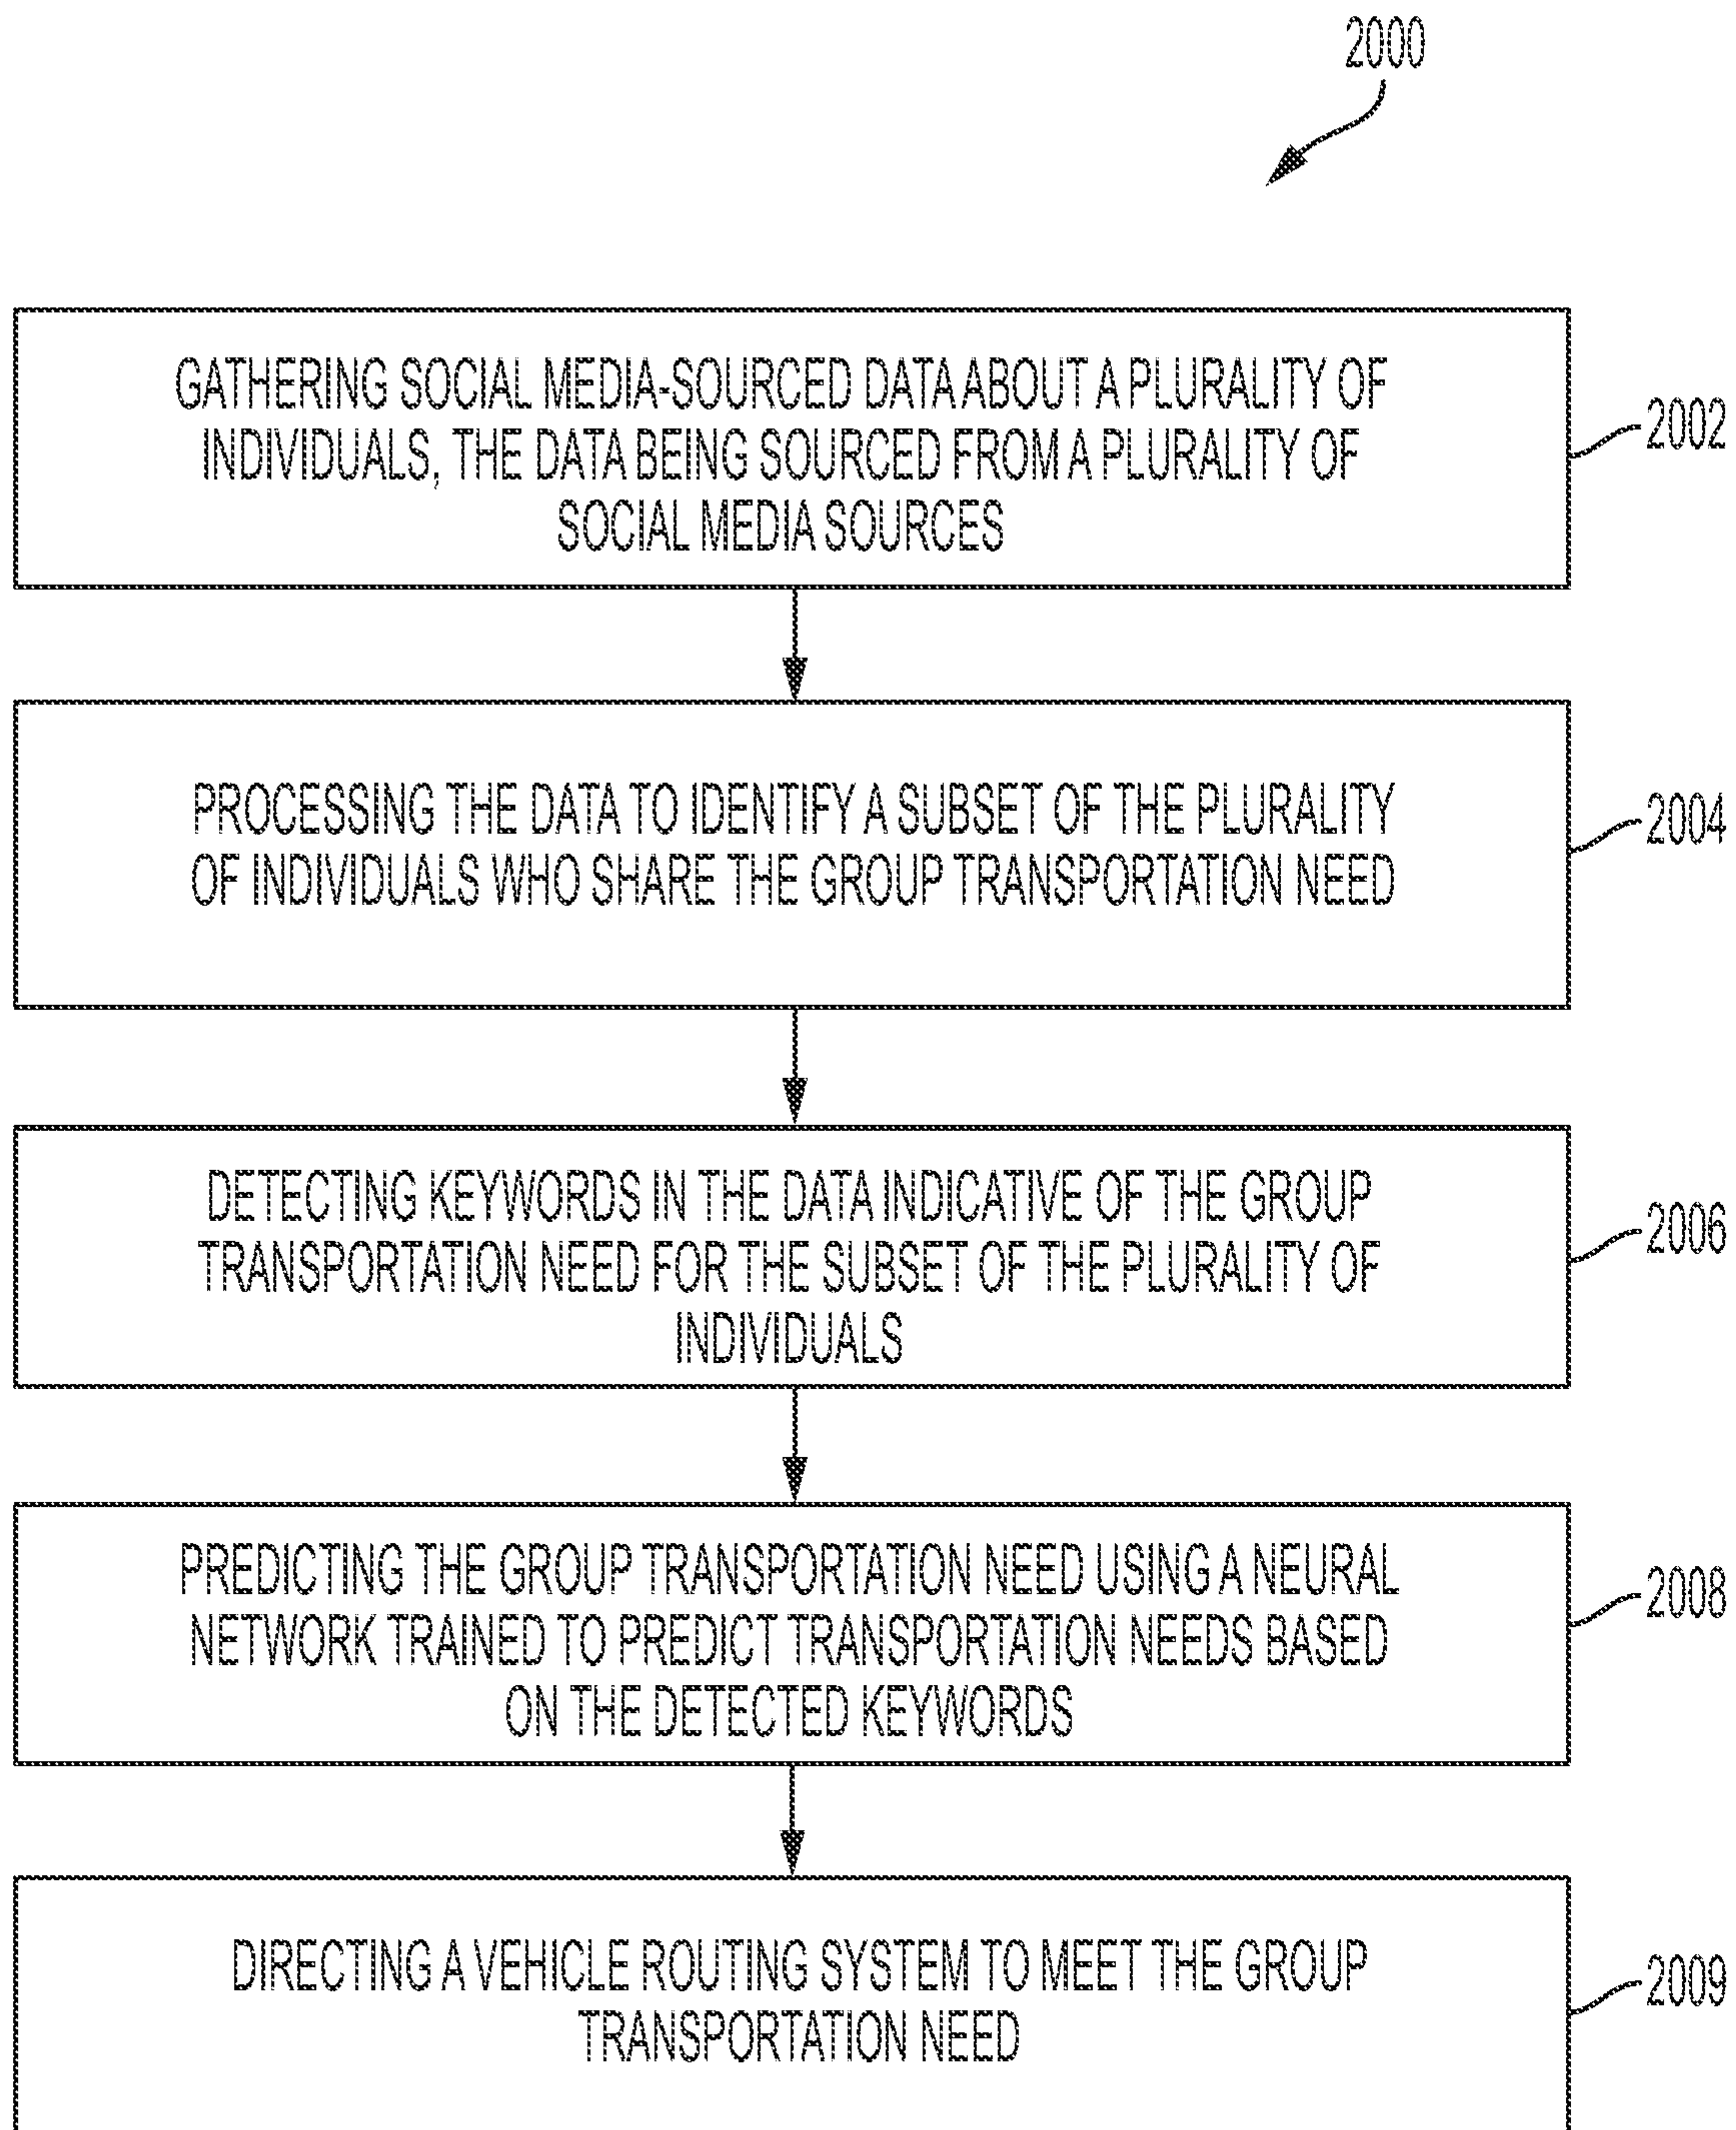 2000
GATHERING SOCIAL MEDIA-SOURCED DATA ABOUT A PLURALITY OF
INDIVIDUALS, THE DATA BEING SOURCED FROM A PLURALITY OF
SOCIAL MEDIA SOURCES
2002
PROCESSING THE DATA TO IDENTIFY A SUBSET OF THE PLURALITY
OF INDIVIDUALS WHO SHARE THE GROUP TRANSPORTATION NEED
2004
DETECTING KEYWORDS IN THE DATA INDICATIVE OF THE GROUP
TRANSPORTATION NEED FOR THE SUBSET OF THE PLURALITY OF
INDIVIDUALS
2006
PREDICTING THE GROUP TRANSPORTATION NEED USING A NEURAL
NETWORK TRAINED TO PREDICT TRANSPORTATION NEEDS BASED
ON THE DETECTED KEYWORDS
2008
DIRECTING A VEHICLE ROUTING SYSTEM TO MEET THE GROUP
TRANSPORTATION NEED
2009